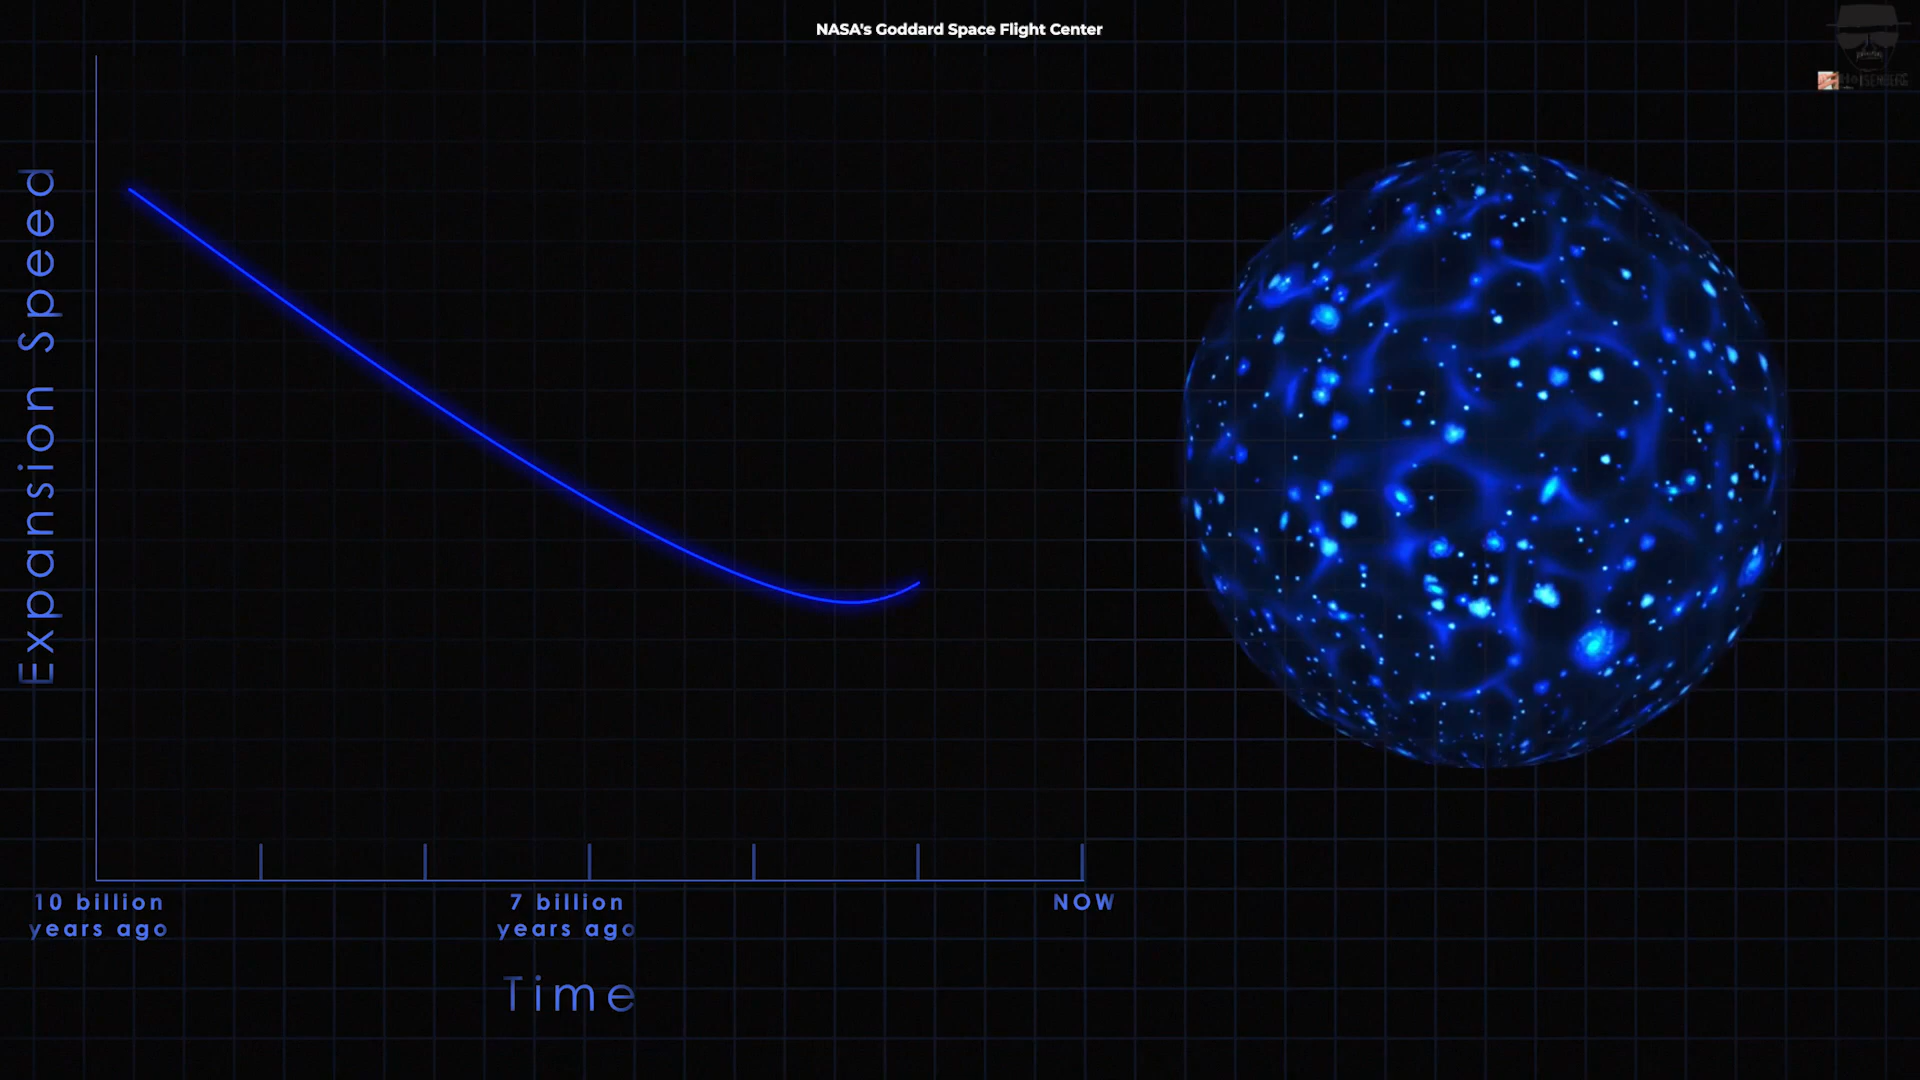 NASA's Goddard Space Flight Center
Expansion Speed
10 billion
years ago
7 billion
years ago
NOW
Time